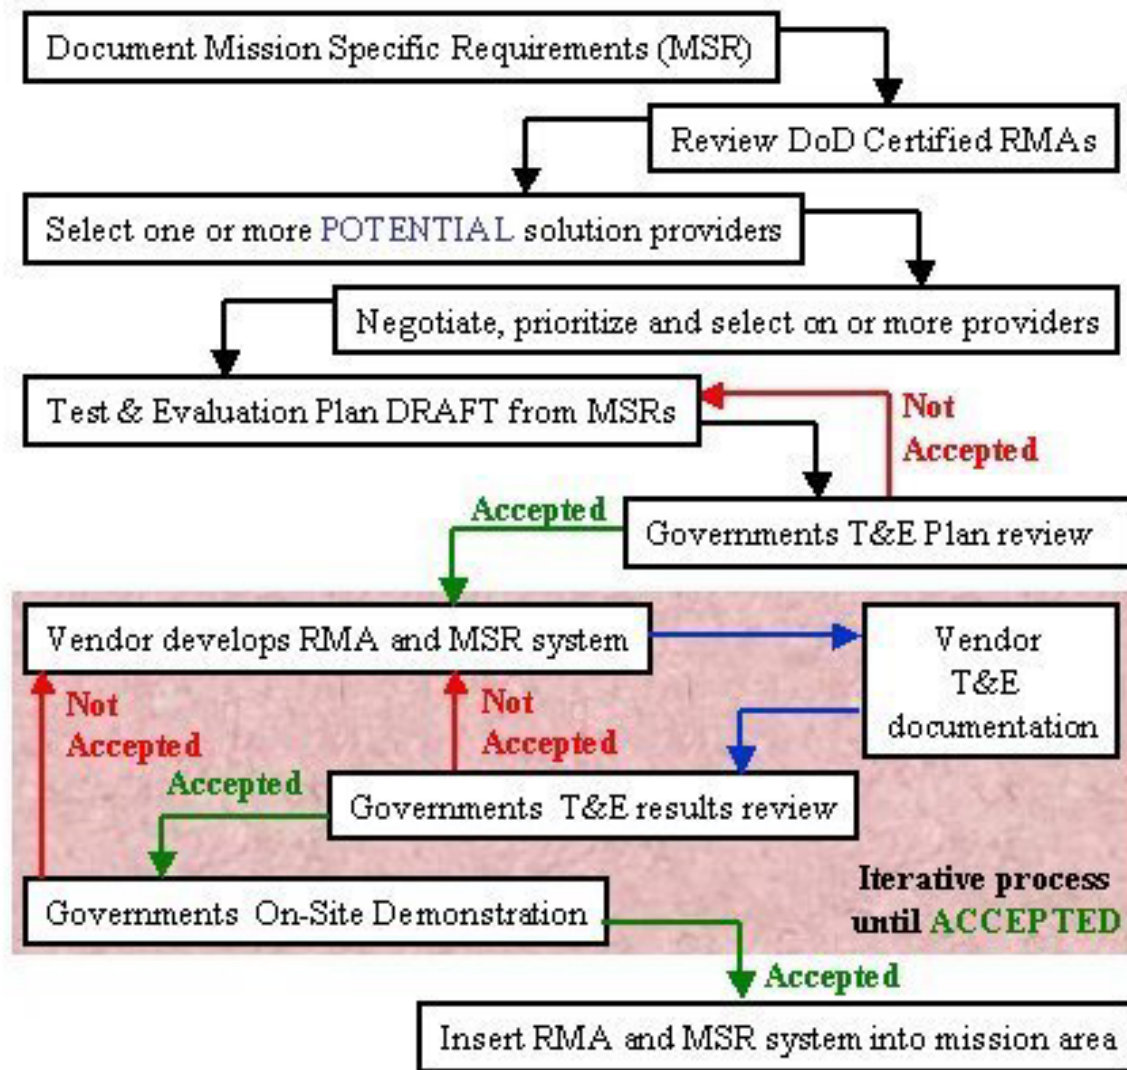 Document Mission Specific Requirements (MSR)
Review DoD Certified RMAs
Select one or more POTENTIAL solution providers
Negotiate, prioritize and select on or more providers
Test & Evaluation Plan DRAFT from MSRs
Not
Accepted
Accepted
Governments T&E Plan review
Vendor develops RMA and MSR system
Vendor
T&E
documentation
Not
Accepted
Not
Accepted
Accepted
Governments T&E results review
Iterative process
until ACCEPTED
Governments On-Site Demonstration
Accepted
Insert RMA and MSR system into mission area